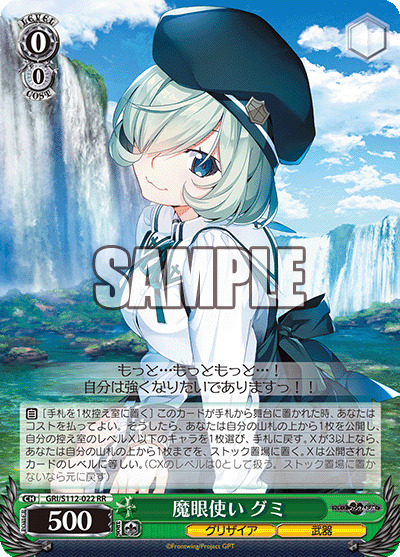 LEVEL
0
0
COST
SAMPLE
もっと…もっともっと…!
自分は強くなりたいでありますっ!!
自 [手札を1枚控え室に置く] このカードが手札から舞台に置かれた時、あなたは
コストを払ってよい。そうしたら、あなたは自分の山札の上から1枚を公開し、
自分の控え室のレベルX以下のキャラを1枚選び、手札に戻す。Xが3以上なら、
あなたは自分の山札の上から1枚までを、ストック置場に置く。Xは公開され
たカードのレベルに等しい。(CXのレベルは0として扱う。ストック置場に置か
ないなら元に戻す)
CH GRI/S112-022 RR
POWER
500
魔眼使い グミ
グリザイア
武器
©Frontwing/Project GPT